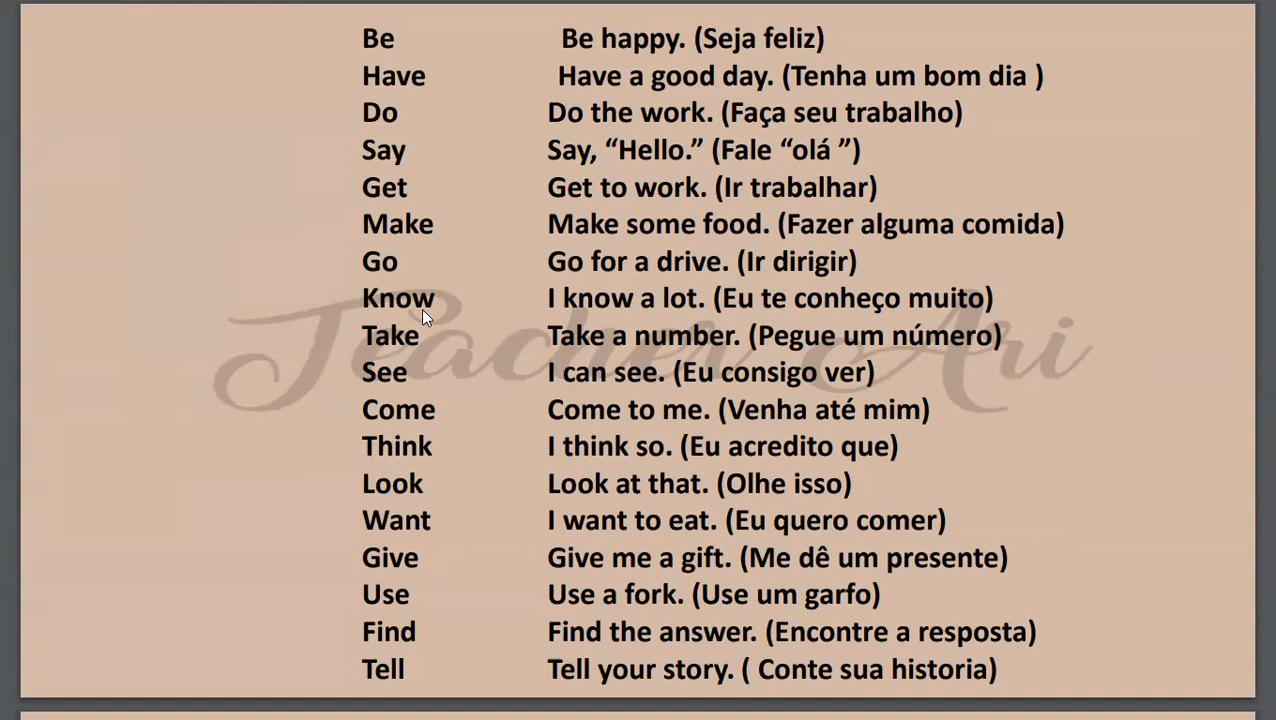 Be Be happy. (Seja feliz)
Have Have a good day. (Tenha um bom dia )
Do Do the work. (Faça seu trabalho)
Say Say, “Hello.” (Fale “olá ”)
Get Get to work. (Ir trabalhar)
Make Make some food. (Fazer alguma comida)
Go Go for a drive. (Ir dirigir)
Know I know a lot. (Eu te conheço muito)
Take Take a number. (Pegue um número)
Teacher Ari
See I can see. (Eu consigo ver)
Come Come to me. (Venha até mim)
Think I think so. (Eu acredito que)
Look Look at that. (Olhe isso)
Want I want to eat. (Eu quero comer)
Give Give me a gift. (Me dê um presente)
Use Use a fork. (Use um garfo)
Find Find the answer. (Encontre a resposta)
Tell Tell your story. ( Conte sua historia)